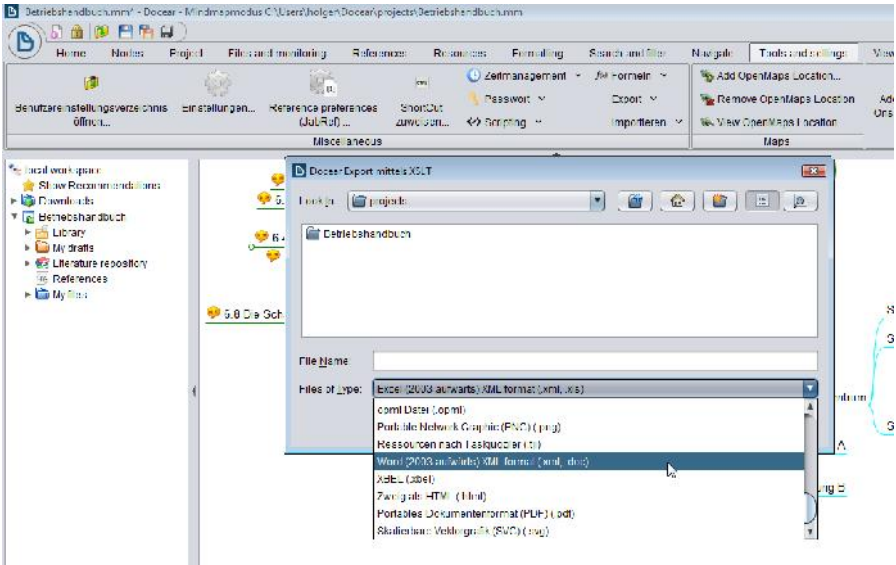 Betriebshandbuch.mm* - Docear - Mindmapmodus C:\Users\holger\Docear\projects\Betriebshandbuch.mm
Home Nodes Project Files and monitoring References Resources Formatting Search and filter Navigate Tools and settings View
Benutzereinstellungsverzeichnis öffnen...
Einstellungen...
Reference preferences (JabRef) ...
ShortCut zuweisen...
Zeitmanagement
Passwort
Scripting
Formeln
Export
Importieren
Miscellaneous
Add OpenMaps Location...
Remove OpenMaps Location
View OpenMaps Location
Maps
Ons
local workspace
Show Recommendations
Downloads
Betriebshandbuch
Library
My drafts
Literature repository
References
My files
5.8 Die Sch
Docear Export mittels XSLT
Look In: projects
Betriebshandbuch
File Name:
Files of Type: Excel (2003 aufwärts) XML format (.xml, .xls)
opml Datei (.opml)
Portable Network Graphic (PNG) (.png)
Ressourcen nach Taskjuggler (.tji)
Word (2003 aufwärts) XML format (.xml, .doc)
XBEL (.xbel)
Zweig als HTML (.html)
Portables Dokumentenformat (PDF) (.pdf)
Skalierbare Vektorgrafik (SVG) (.svg)
A
ung B